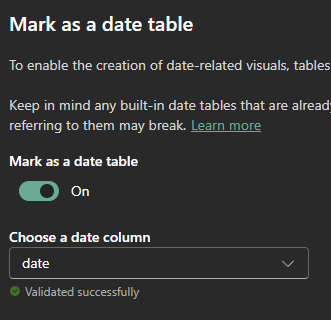 Mark as a date table
To enable the creation of date-related visuals, tables
Keep in mind any built-in date tables that are already
referring to them may break. Learn more
Mark as a date table
On
Choose a date column
date
Validated successfully